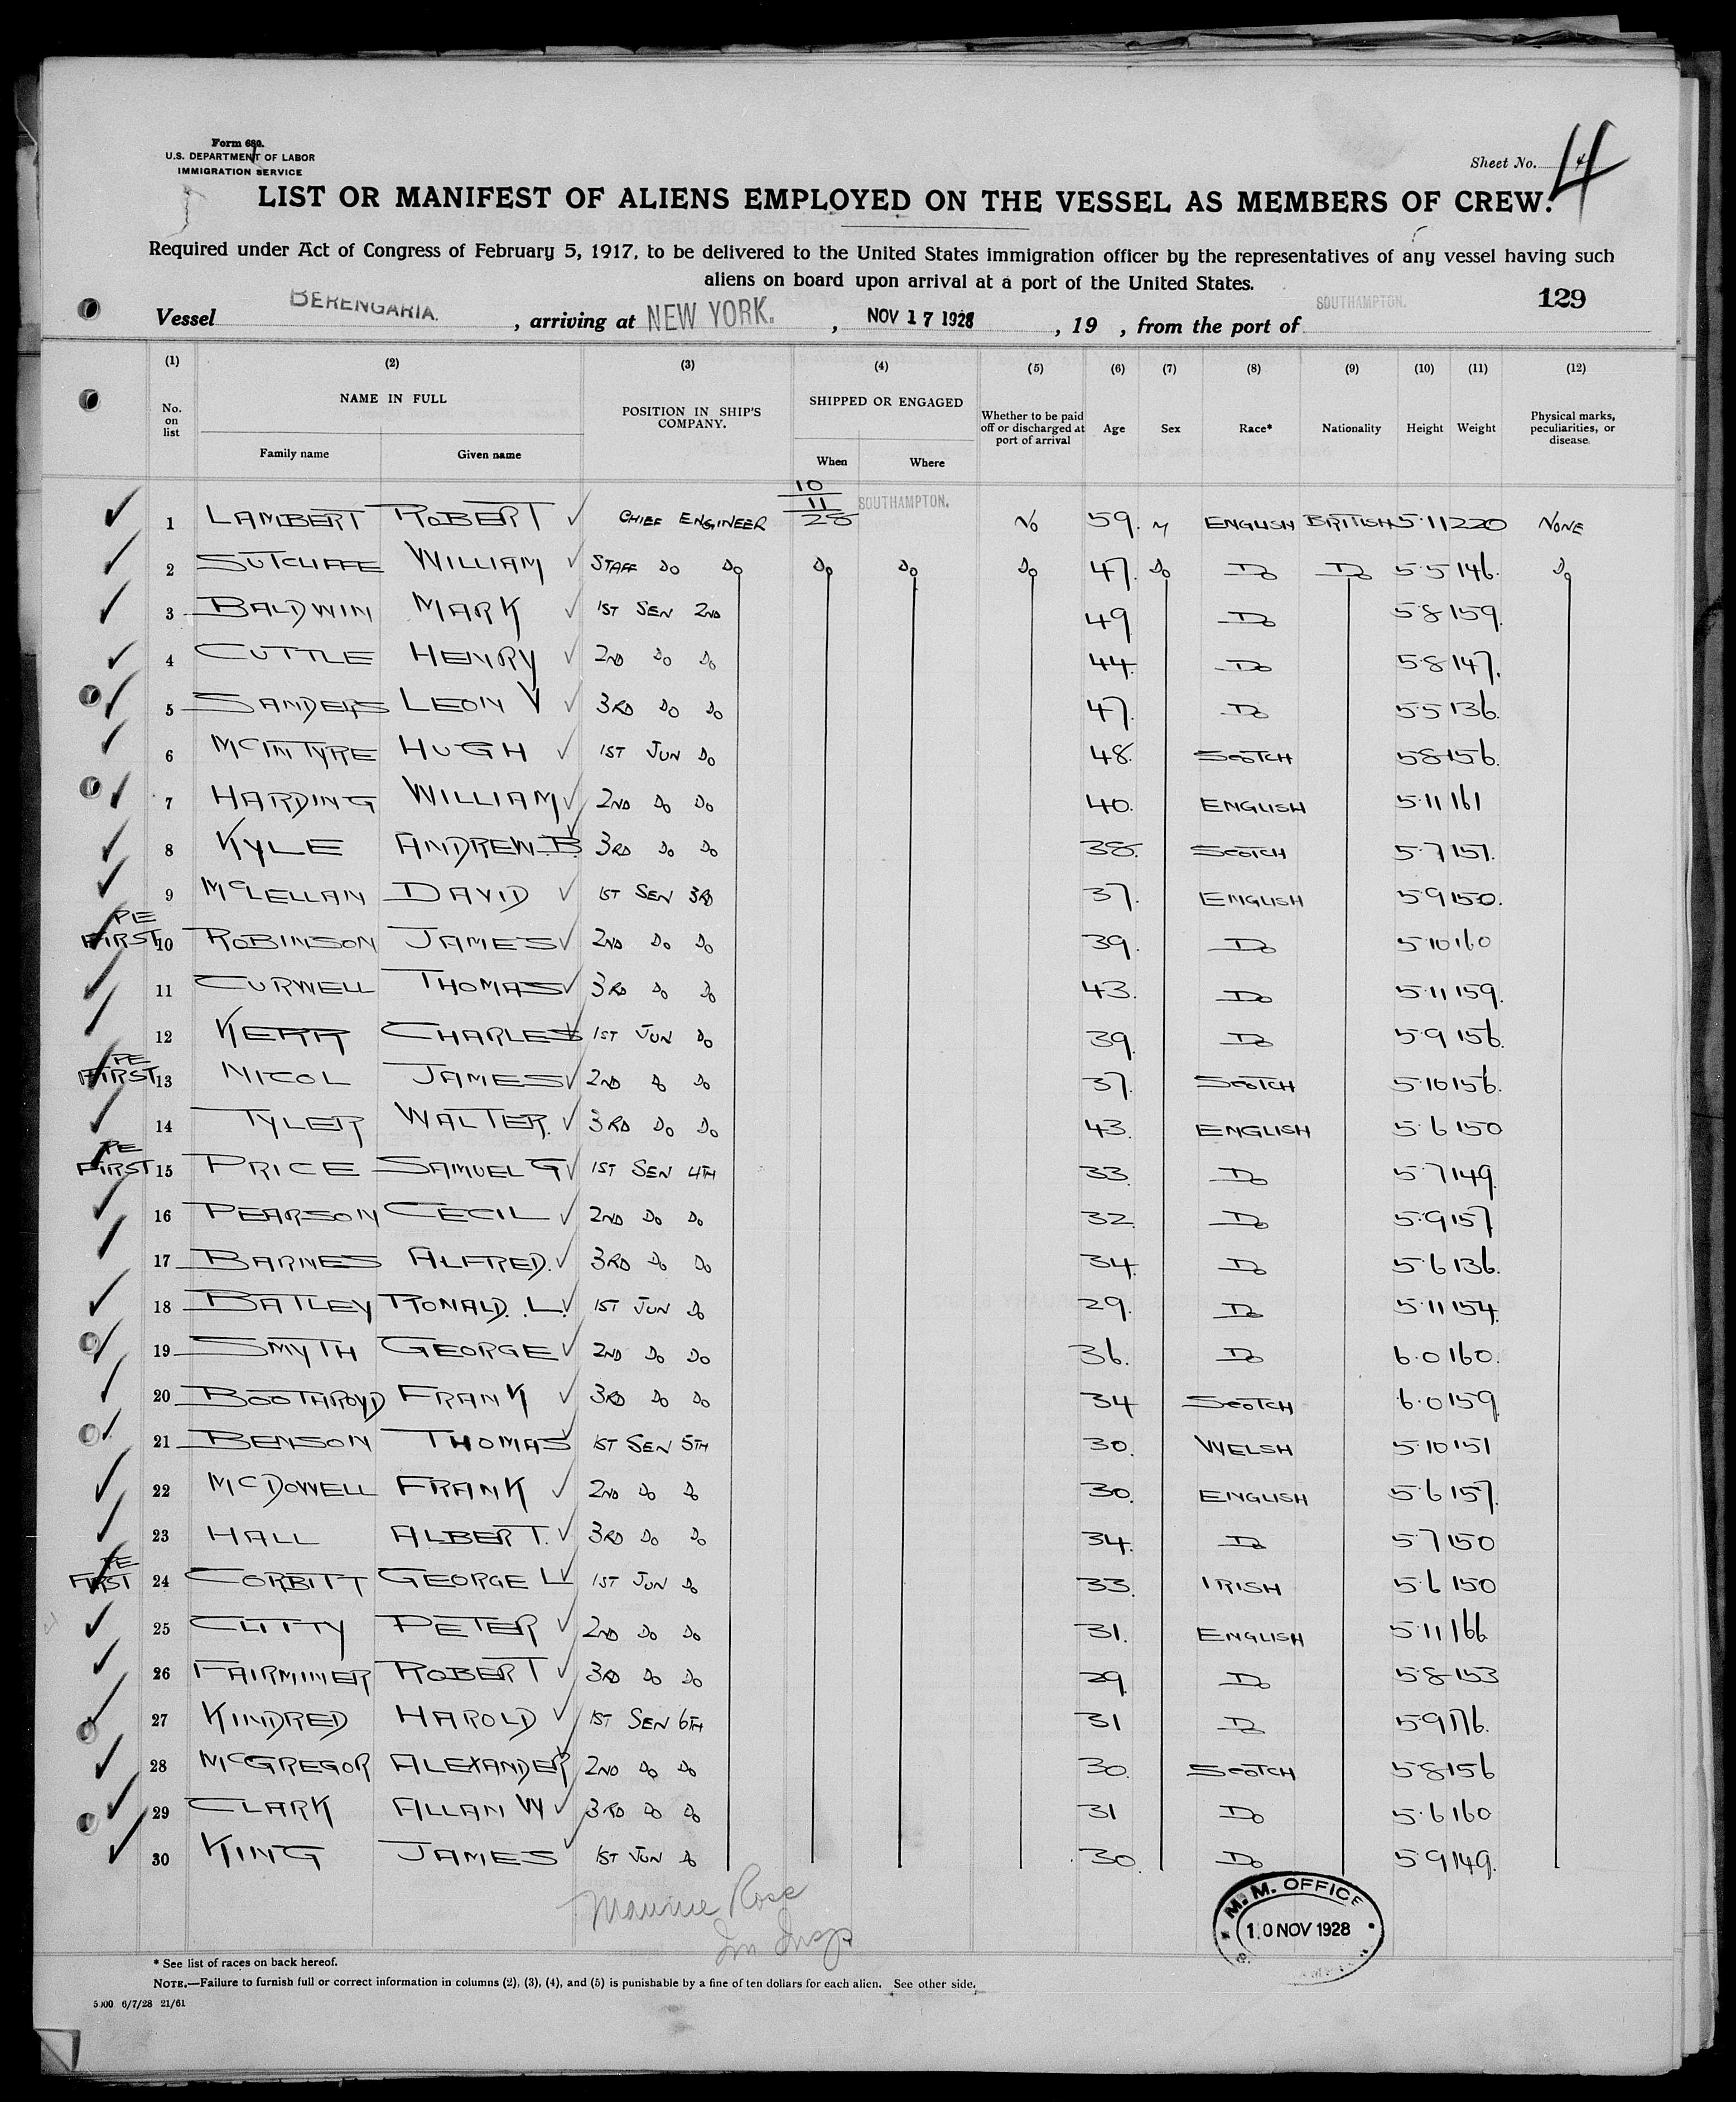 Form 680.
U.S. DEPARTMENT OF LABOR
IMMIGRATION SERVICE
Sheet No. 4
4
LIST OR MANIFEST OF ALIENS EMPLOYED ON THE VESSEL AS MEMBERS OF CREW.
Required under Act of Congress of February 5, 1917, to be delivered to the United States immigration officer by the representatives of any vessel having such
aliens on board upon arrival at a port of the United States.
129
Vessel BERENGARIA. , arriving at NEW YORK. , NOV 17 1928 , 19 , from the port of SOUTHAMPTON.
(1) (2) (3) (4) (5) (6) (7) (8) (9) (10) (11) (12)
No. on list NAME IN FULL POSITION IN SHIP'S COMPANY. SHIPPED OR ENGAGED Whether to be paid off or discharged at port of arrival Age Sex Race* Nationality Height Weight Physical marks, peculiarities, or disease.
Family name Given name When Where
1 LAMBERT ROBERT CHIEF ENGINEER 10/11/28 SOUTHAMPTON. NO 59. M ENGLISH BRITISH 5·11 220 NONE
2 SUTCLIFFE WILLIAM STAFF DO DO DO DO DO 47. DO DO DO 5·5 146. DO
3 BALDWIN MARK 1ST SEN 2ND 49 DO 5·8 159.
4 CUTTLE HENRY 2ND DO DO 44. DO 5·8 147.
5 SANDERS LEON V 3RD DO DO 47. DO 5·5 136.
6 MCINTYRE HUGH 1ST JUN DO 48. SCOTCH 5·8 156.
7 HARDING WILLIAM 2ND DO DO 40. ENGLISH 5·11 161
8 KYLE ANDREW. B. 3RD DO DO 38. SCOTCH 5·7 151.
9 MCLELLAN DAVID 1ST SEN 3RD 37. ENGLISH 5·9 150.
PE FIRST 10 ROBINSON JAMES 2ND DO DO 39. DO 5·10 160
11 CURWELL THOMAS 3RD DO DO 43. DO 5·11 159.
12 KERR CHARLES 1ST JUN DO 39. DO 5·9 156.
PE FIRST 13 NICOL JAMES 2ND DO DO 37. SCOTCH 5·10 156.
14 TYLER WALTER. 3RD DO DO 43. ENGLISH 5·6 150
PE FIRST 15 PRICE SAMUEL G 1ST SEN 4TH 33. DO 5·7 149.
16 PEARSON CECIL 2ND DO DO 32. DO 5·9 157
17 BARNES ALFRED. 3RD DO DO 34. DO 5·6 136.
18 BATLEY RONALD. L. 1ST JUN DO 29. DO 5·11 154.
19 SMYTH GEORGE 2ND DO DO 36. DO 6·0 160.
20 BOOTHROYD FRANK 3RD DO DO 34 SCOTCH 6·0 159
21 BENSON THOMAS 1ST SEN 5TH 30. WELSH 5·10 151
22 MCDOWELL FRANK 2ND DO DO 30. ENGLISH 5·6 157.
23 HALL ALBERT. 3RD DO DO 34. DO 5·7 150
PE FIRST 24 CORBITT GEORGE L 1ST JUN DO 33. IRISH 5·6 150
25 CLITTY PETER 2ND DO DO 31. ENGLISH 5·11 166
26 FAIRMINER ROBERT 3RD DO DO 29. DO 5·8 153
27 KINDRED HAROLD 1ST SEN 6TH 31 DO 5·9 176.
28 MCGREGOR ALEXANDER 2ND DO DO 30. SCOTCH 5·8 156
29 CLARK ALLAN W 3RD DO DO 31 DO 5·6 160
30 KING JAMES 1ST JUN DO 30. DO 5·9 149.
Maurice Rose
Im Insp
M.M. OFFICE
10 NOV 1928
* See list of races on back hereof.
NOTE.—Failure to furnish full or correct information in columns (2), (3), (4), and (5) is punishable by a fine of ten dollars for each alien. See other side.
5000 6/7/28 21/61